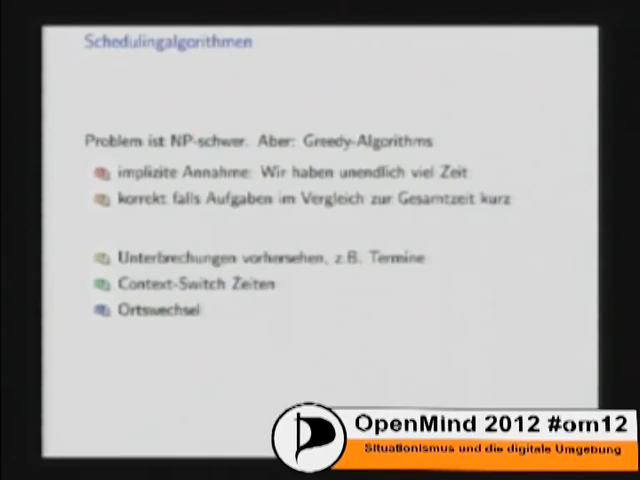 Schedulingalgorithmen
Problem ist NP-schwer. Aber: Greedy-Algorithms
implizite Annahme: Wir haben unendlich viel Zeit
korrekt falls Aufgaben im Vergleich zur Gesamtzeit kurz
Unterbrechungen vorhersehen, z.B. Termine
Context-Switch Zeiten
Ortswechsel
OpenMind 2012 #om12
Situationismus und die digitale Umgebung